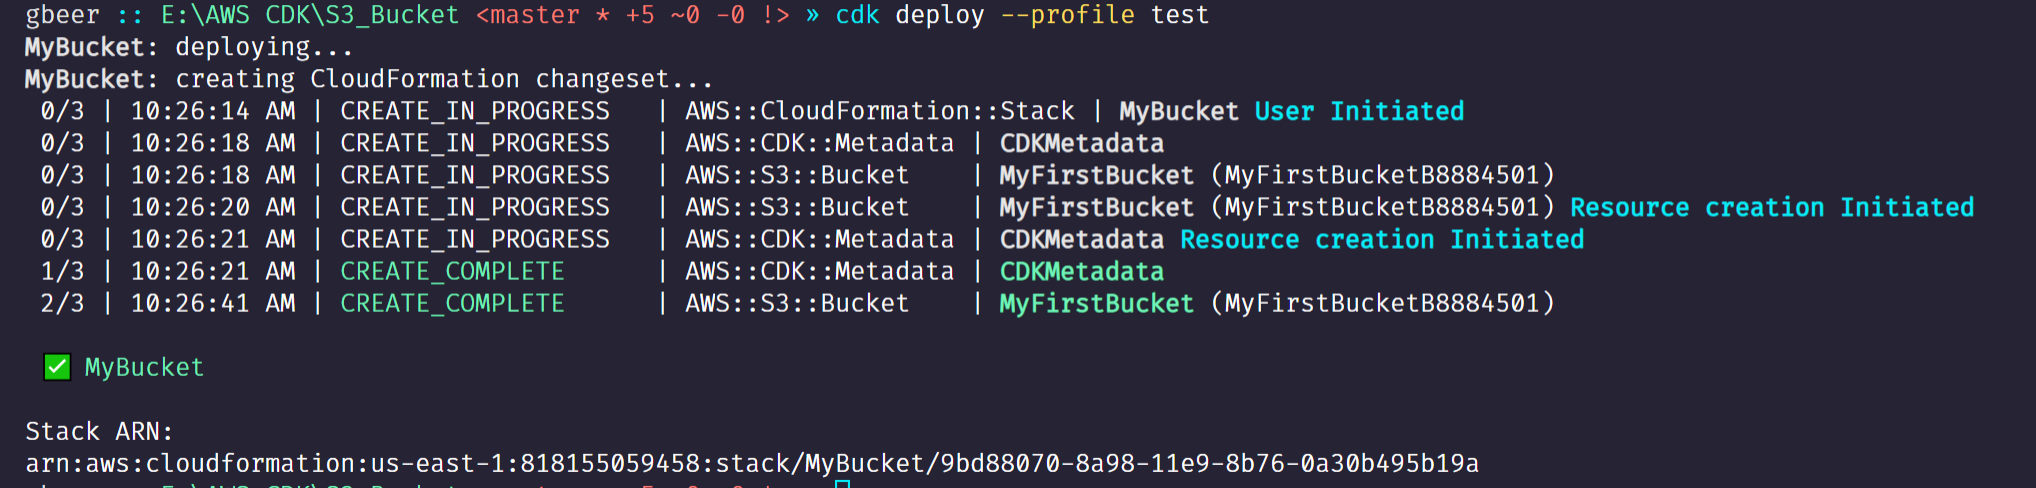 gbeer :: E:\AWS CDK\S3_Bucket <master * +5 ~0 -0 !> » cdk deploy --profile test
MyBucket: deploying...
MyBucket: creating CloudFormation changeset...
0/3 | 10:26:14 AM | CREATE_IN_PROGRESS | AWS::CloudFormation::Stack | MyBucket User Initiated
0/3 | 10:26:18 AM | CREATE_IN_PROGRESS | AWS::CDK::Metadata | CDKMetadata
0/3 | 10:26:18 AM | CREATE_IN_PROGRESS | AWS::S3::Bucket | MyFirstBucket (MyFirstBucketB8884501)
0/3 | 10:26:20 AM | CREATE_IN_PROGRESS | AWS::S3::Bucket | MyFirstBucket (MyFirstBucketB8884501) Resource creation Initiated
0/3 | 10:26:21 AM | CREATE_IN_PROGRESS | AWS::CDK::Metadata | CDKMetadata Resource creation Initiated
1/3 | 10:26:21 AM | CREATE_COMPLETE | AWS::CDK::Metadata | CDKMetadata
2/3 | 10:26:41 AM | CREATE_COMPLETE | AWS::S3::Bucket | MyFirstBucket (MyFirstBucketB8884501)
✅ MyBucket
Stack ARN:
arn:aws:cloudformation:us-east-1:818155059458:stack/MyBucket/9bd88070-8a98-11e9-8b76-0a30b495b19a